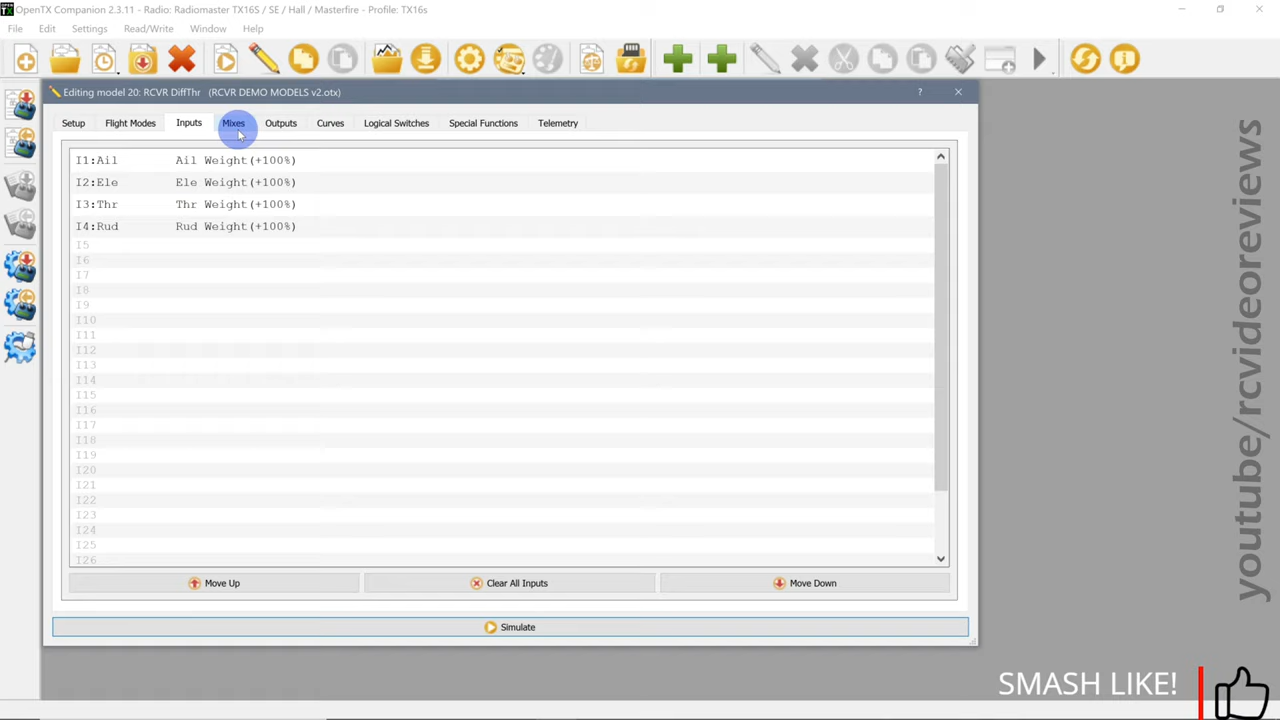 OpenTX Companion 2.3.11 - Radio: Radiomaster TX16S / SE / Hall / Masterfire - Profile: TX16s
File Edit Settings Read/Write Window Help
Editing model 20: RCVR DiffThr (RCVR DEMO MODELS v2.otx)
Setup Flight Modes Inputs Mixes Outputs Curves Logical Switches Special Functions Telemetry
I1:Ail Ail Weight(+100%)
I2:Ele Ele Weight(+100%)
I3:Thr Thr Weight(+100%)
I4:Rud Rud Weight(+100%)
I5
I6
I7
I8
I9
I10
I11
I12
I13
I14
I15
I16
I17
I18
I19
I20
I21
I22
I23
I24
I25
I26
Move Up Clear All Inputs Move Down
Simulate
youtube/rcvideoreviews
SMASH LIKE!